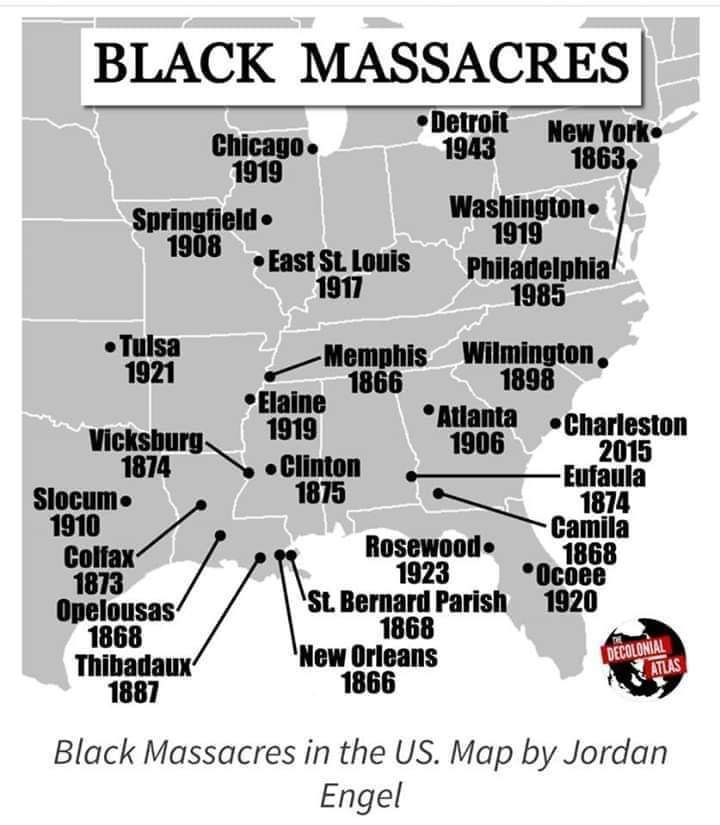 BLACK MASSACRES
Detroit
1943
New York
1863
Chicago
1919
Springfield
1908
Washington
1919
East St. Louis
1917
Philadelphia
1985
Tulsa
1921
Memphis
1866
Wilmington
1898
Elaine
1919
Atlanta
1906
Charleston
2015
Vicksburg
1874
Clinton
1875
Eufaula
1874
Slocum
1910
Camila
1868
Colfax
1873
Rosewood
1923
Ocoee
1920
Opelousas
1868
St. Bernard Parish
1868
Thibadaux
1887
New Orleans
1866
THE
DECOLONIAL
ATLAS
Black Massacres in the US. Map by Jordan
Engel